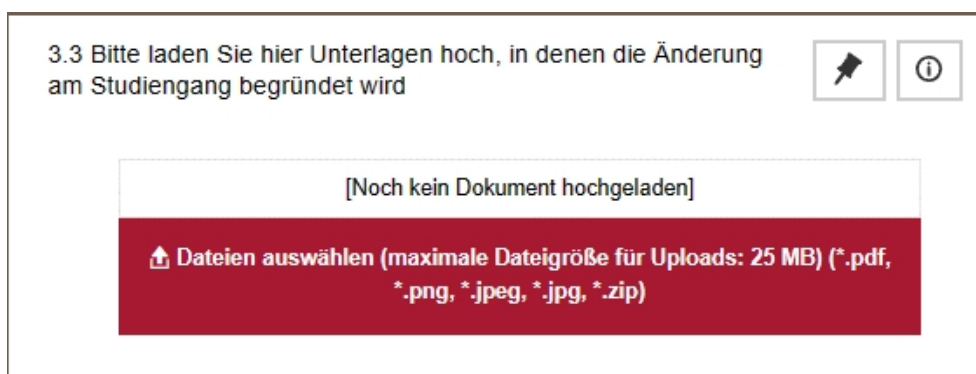 3.3 Bitte laden Sie hier Unterlagen hoch, in denen die Änderung
am Studiengang begründet wird
[Noch kein Dokument hochgeladen]
Dateien auswählen (maximale Dateigröße für Uploads: 25 MB) (*.pdf,
*.png, *.jpeg, *.jpg, *.zip)